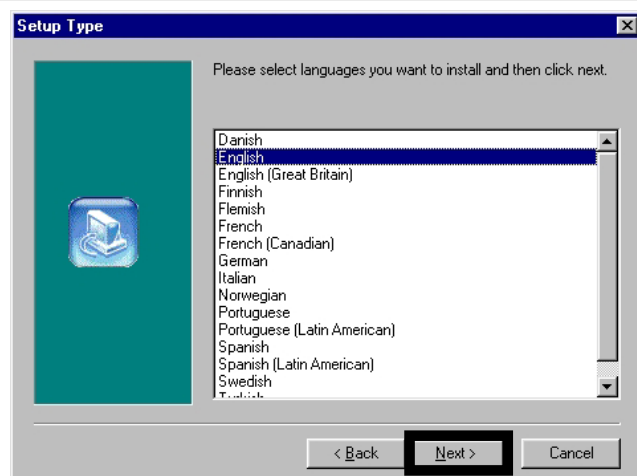 Setup Type
Please select languages you want to install and then click next.
Danish
English
English (Great Britain)
Finnish
Flemish
French
French (Canadian)
German
Italian
Norwegian
Portuguese
Portuguese (Latin American)
Spanish
Spanish (Latin American)
Swedish
Turkish
< Back Next > Cancel